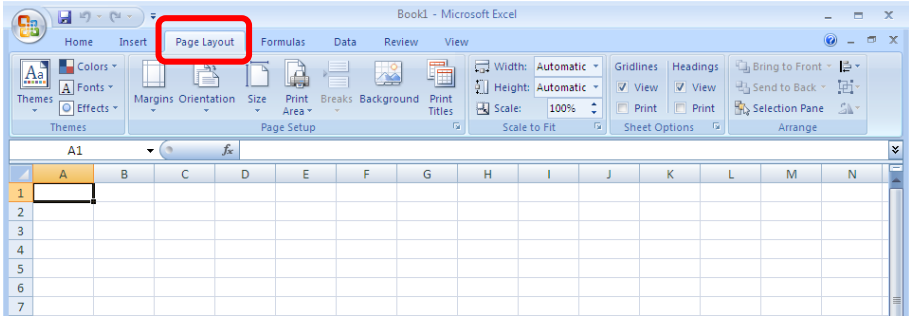 Book1 - Microsoft Excel
Home Insert Page Layout Formulas Data Review View
Colors Width: Automatic Gridlines Headings Bring to Front
Aa A Fonts Height: Automatic View View Send to Back
Themes Effects Margins Orientation Size Print Area Breaks Background Print Titles Scale: 100% Print Print Selection Pane
Themes Page Setup Scale to Fit Sheet Options Arrange
A1 fx
A B C D E F G H I J K L M N
1
2
3
4
5
6
7